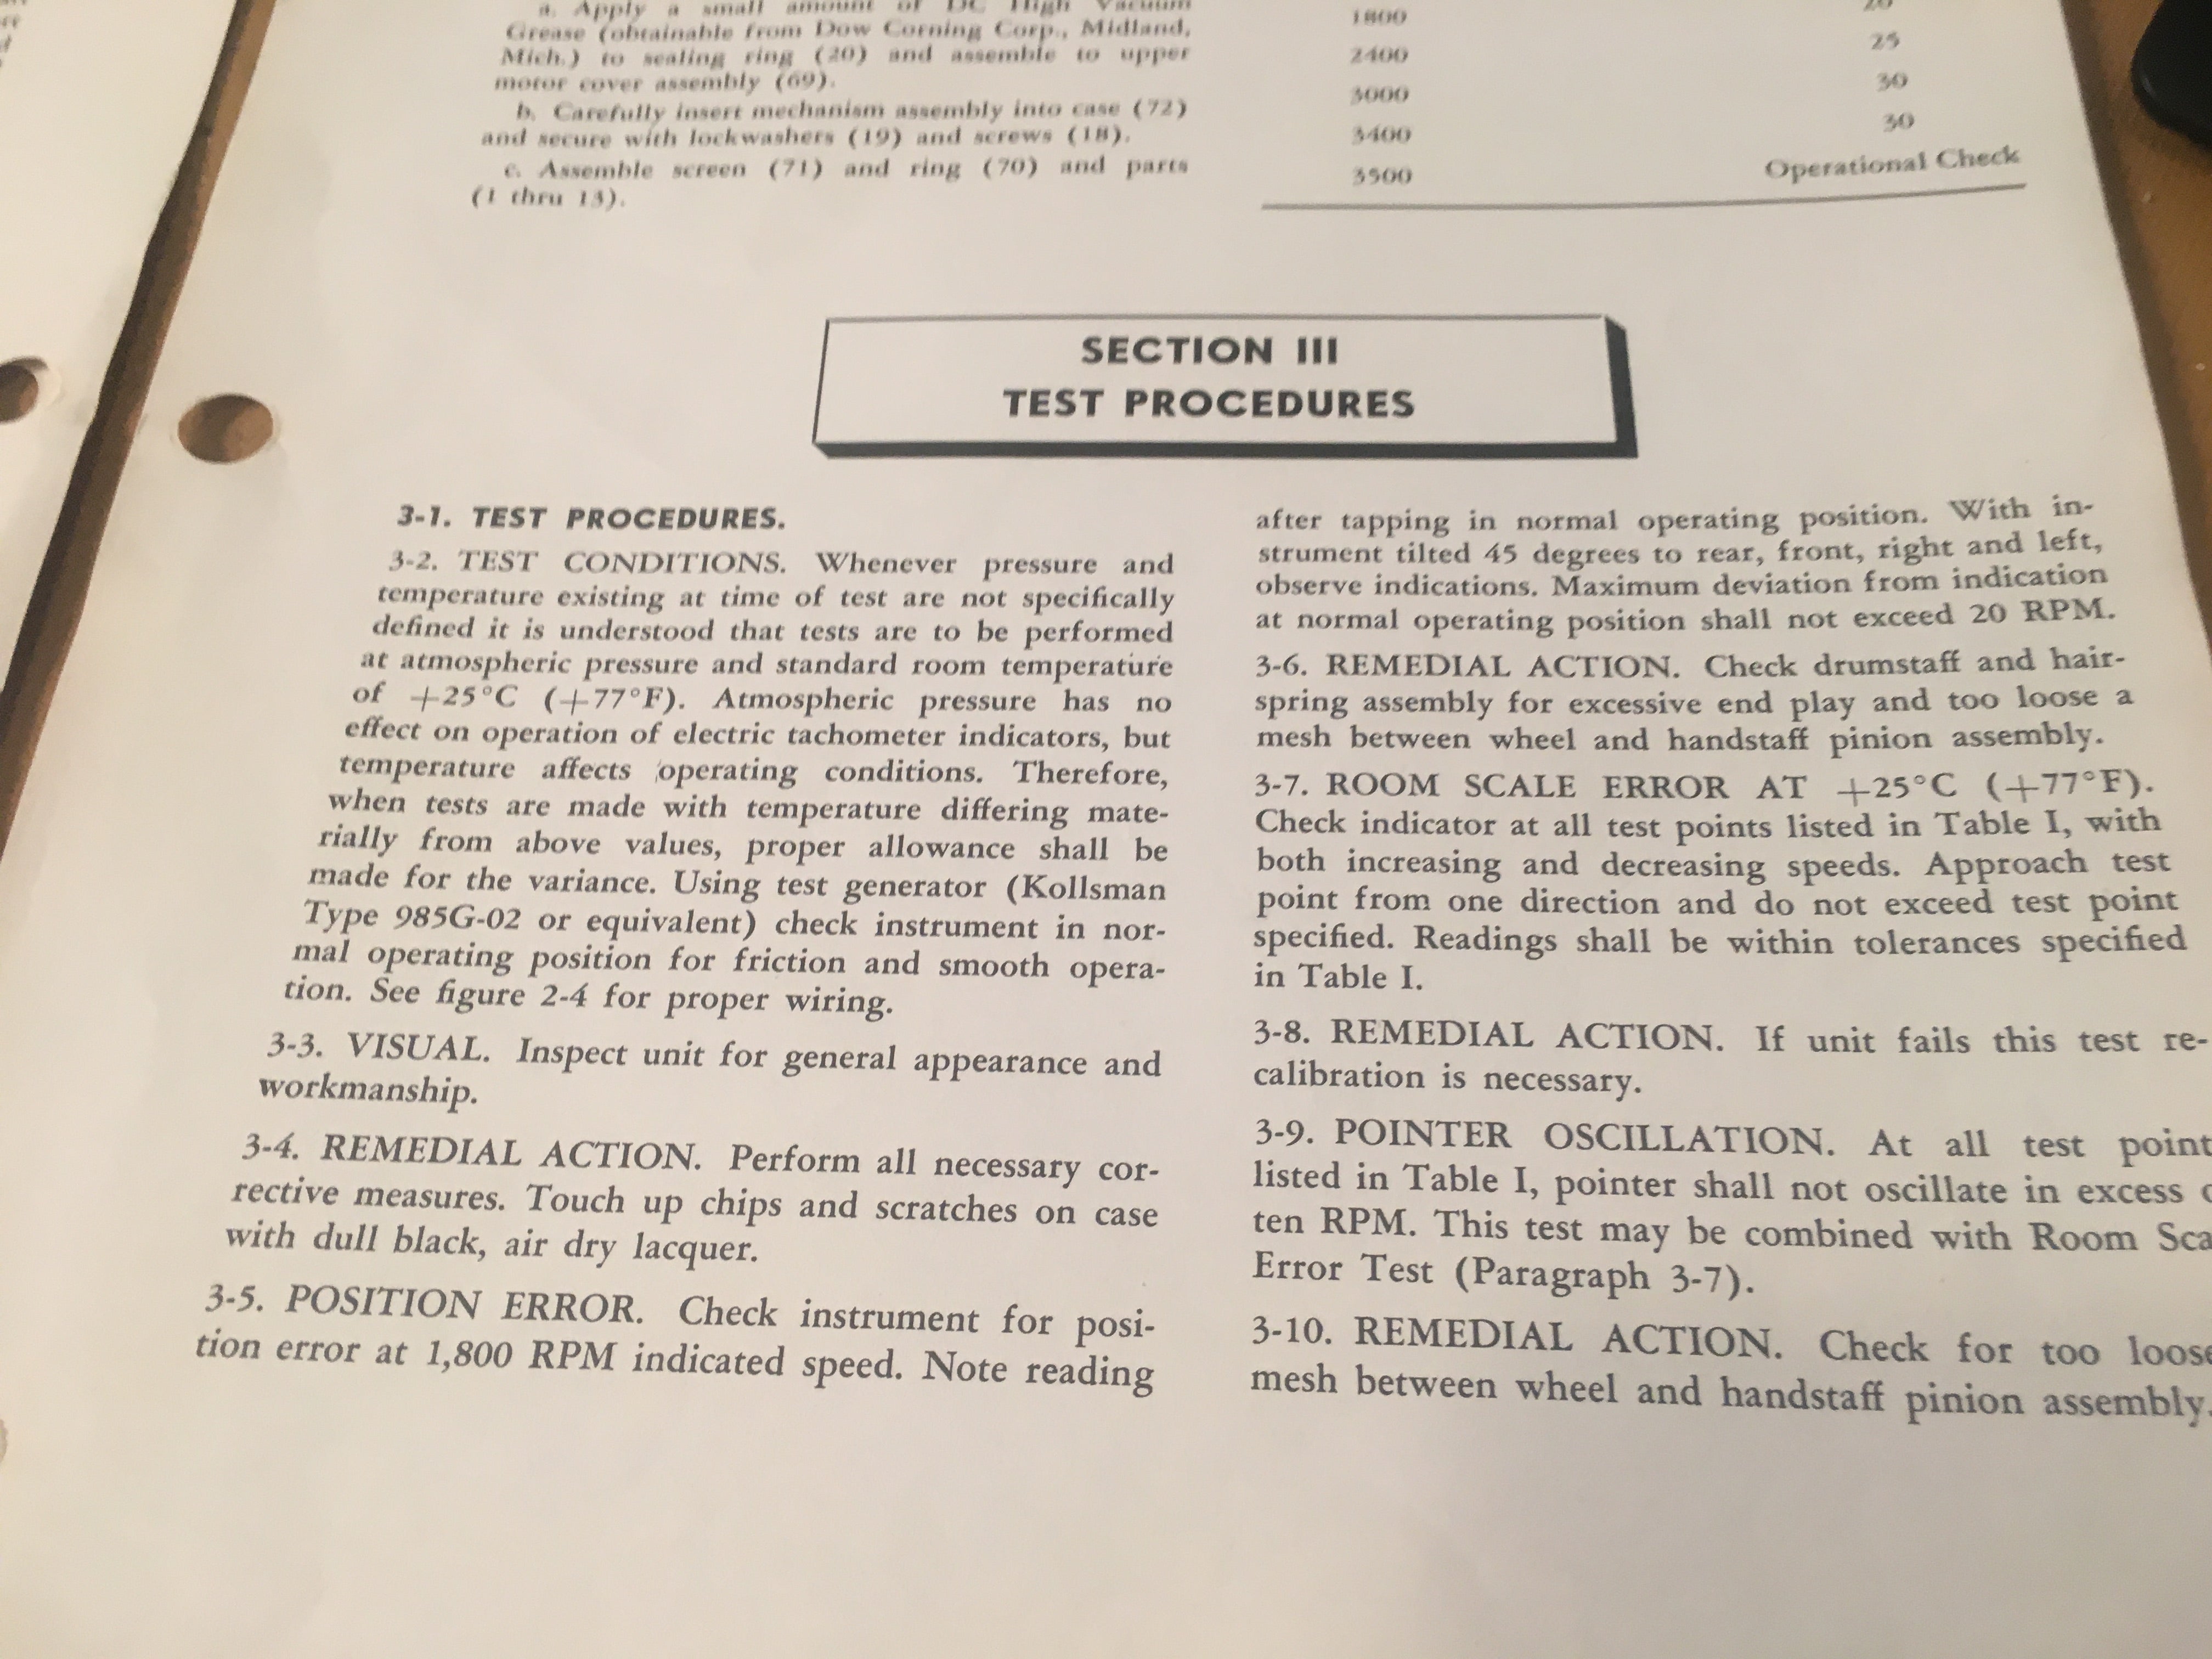 a. Apply a small amount of DC High Vacuum
Grease (obtainable from Dow Corning Corp., Midland,
Mich.) to sealing ring (20) and assemble to upper
motor cover assembly (69).
b. Carefully insert mechanism assembly into case (72)
and secure with lockwashers (19) and screws (18).
c. Assemble screen (71) and ring (70) and parts
(1 thru 13).
1800 20
2400 25
3000 30
3400 30
3500 Operational Check
SECTION III
TEST PROCEDURES
3-1. TEST PROCEDURES.
3-2. TEST CONDITIONS. Whenever pressure and
temperature existing at time of test are not specifically
defined it is understood that tests are to be performed
at atmospheric pressure and standard room temperature
of +25°C (+77°F). Atmospheric pressure has no
effect on operation of electric tachometer indicators, but
temperature affects operating conditions. Therefore,
when tests are made with temperature differing mate-
rially from above values, proper allowance shall be
made for the variance. Using test generator (Kollsman
Type 985G-02 or equivalent) check instrument in nor-
mal operating position for friction and smooth opera-
tion. See figure 2-4 for proper wiring.
3-3. VISUAL. Inspect unit for general appearance and
workmanship.
3-4. REMEDIAL ACTION. Perform all necessary cor-
rective measures. Touch up chips and scratches on case
with dull black, air dry lacquer.
3-5. POSITION ERROR. Check instrument for posi-
tion error at 1,800 RPM indicated speed. Note reading
after tapping in normal operating position. With in-
strument tilted 45 degrees to rear, front, right and left,
observe indications. Maximum deviation from indication
at normal operating position shall not exceed 20 RPM.
3-6. REMEDIAL ACTION. Check drumstaff and hair-
spring assembly for excessive end play and too loose a
mesh between wheel and handstaff pinion assembly.
3-7. ROOM SCALE ERROR AT +25°C (+77°F).
Check indicator at all test points listed in Table I, with
both increasing and decreasing speeds. Approach test
point from one direction and do not exceed test point
specified. Readings shall be within tolerances specified
in Table I.
3-8. REMEDIAL ACTION. If unit fails this test re-
calibration is necessary.
3-9. POINTER OSCILLATION. At all test point
listed in Table I, pointer shall not oscillate in excess
ten RPM. This test may be combined with Room Sca
Error Test (Paragraph 3-7).
3-10. REMEDIAL ACTION. Check for too loose
mesh between wheel and handstaff pinion assembly.